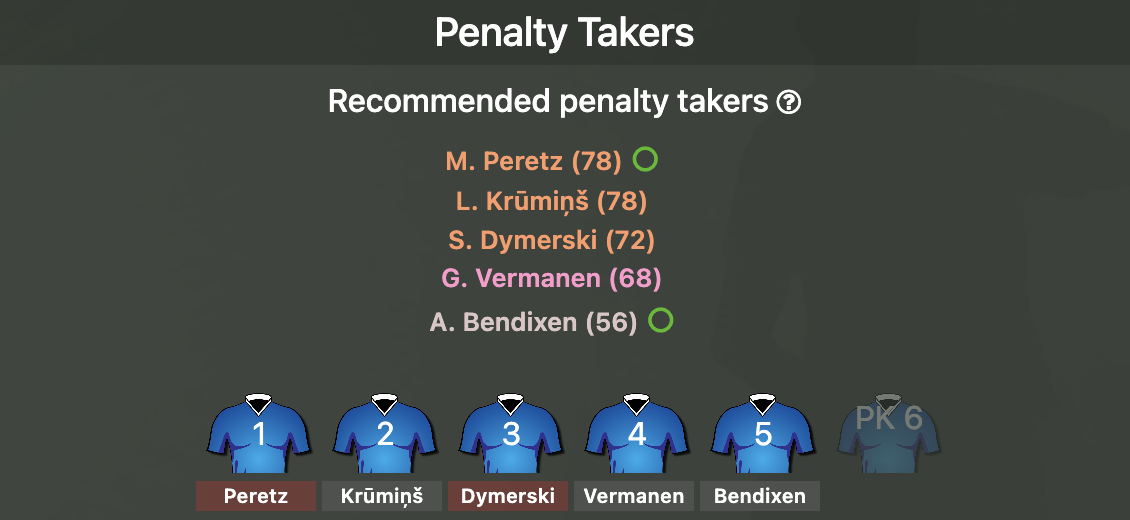 Penalty Takers
Recommended penalty takers ?
M. Peretz (78)
L. Krūmiņš (78)
S. Dymerski (72)
G. Vermanen (68)
A. Bendixen (56)
1 2 3 4 5 PK 6
Peretz Krūmiņš Dymerski Vermanen Bendixen